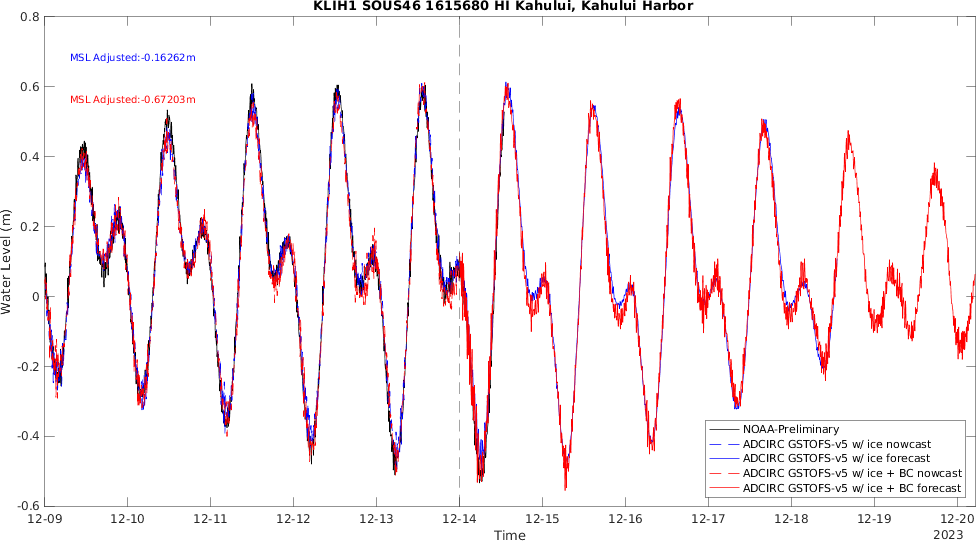 KLIH1 SOUS46 1615680 HI Kahului, Kahului Harbor
0.8
MSL Adjusted:-0.16262m
0.6
MSL Adjusted:-0.67203m
0.4
0.2
Water Level (m)
0
-0.2
-0.4
-0.6
NOAA-Preliminary
ADCIRC GSTOFS-v5 w/ ice nowcast
ADCIRC GSTOFS-v5 w/ ice forecast
ADCIRC GSTOFS-v5 w/ ice + BC nowcast
ADCIRC GSTOFS-v5 w/ ice + BC forecast
12-09 12-10 12-11 12-12 12-13 12-14 12-15 12-16 12-17 12-18 12-19 12-20
Time
2023